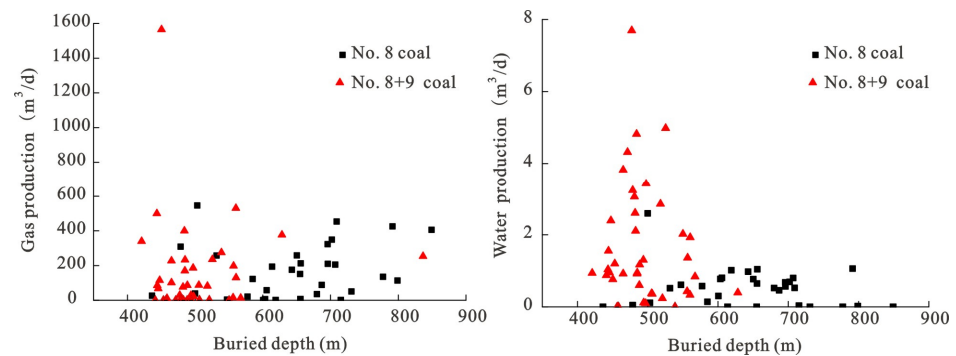 1600
1400
1200
1000
800
600
400
200
0
Gas production (m³/d)
No. 8 coal
No. 8+9 coal
400 500 600 700 800 900
Buried depth (m)
8
6
4
2
0
Water production (m³/d)
No. 8 coal
No. 8+9 coal
400 500 600 700 800 900
Buried depth (m)